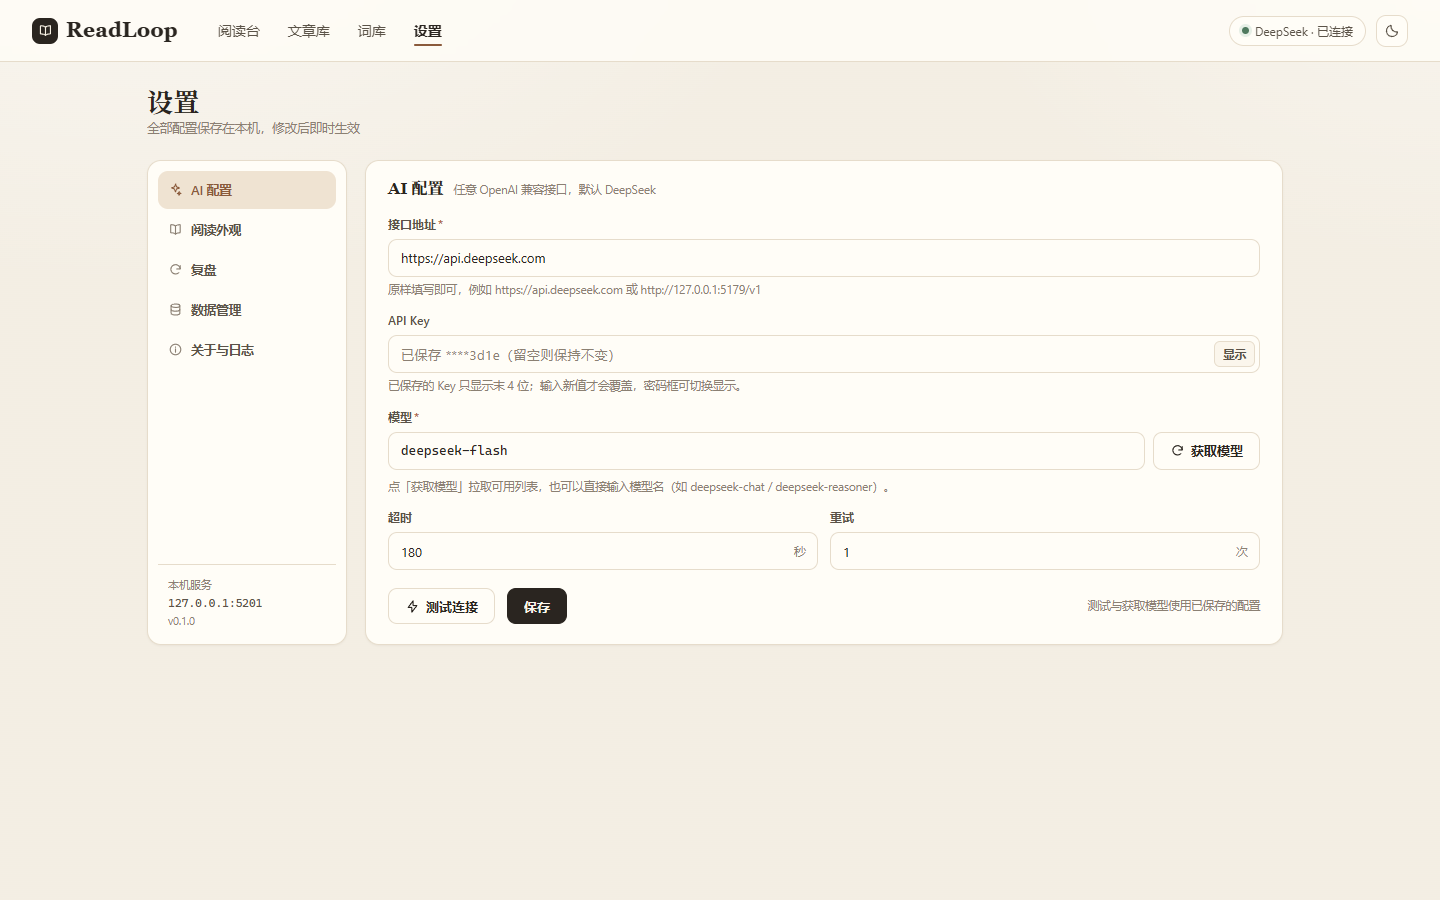 ReadLoop
阅读台
文章库
词库
设置
DeepSeek · 已连接
设置
全部配置保存在本机，修改后即时生效
AI 配置
阅读外观
复盘
数据管理
关于与日志
本机服务
127.0.0.1:5201
v0.1.0
AI 配置 任意 OpenAI 兼容接口，默认 DeepSeek
接口地址*
https://api.deepseek.com
原样填写即可，例如 https://api.deepseek.com 或 http://127.0.0.1:5179/v1
API Key
已保存 ****3d1e（留空则保持不变）
显示
已保存的 Key 只显示末 4 位；输入新值才会覆盖，密码框可切换显示。
模型*
deepseek-flash
获取模型
点「获取模型」拉取可用列表，也可以直接输入模型名（如 deepseek-chat / deepseek-reasoner）。
超时
重试
180 秒
1 次
测试连接
保存
测试与获取模型使用已保存的配置